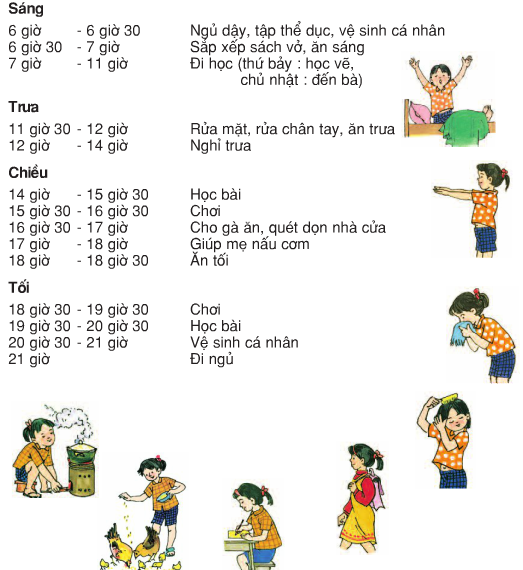 Sáng
6 giờ - 6 giờ 30 Ngủ dậy, tập thể dục, vệ sinh cá nhân
6 giờ 30 - 7 giờ Sắp xếp sách vở, ăn sáng
7 giờ - 11 giờ Đi học (thứ bảy : học vẽ,
chủ nhật : đến bà)
Trưa
11 giờ 30 - 12 giờ Rửa mặt, rửa chân tay, ăn trưa
12 giờ - 14 giờ Nghỉ trưa
Chiều
14 giờ - 15 giờ 30 Học bài
15 giờ 30 - 16 giờ 30 Chơi
16 giờ 30 - 17 giờ Cho gà ăn, quét dọn nhà cửa
17 giờ - 18 giờ Giúp mẹ nấu cơm
18 giờ - 18 giờ 30 Ăn tối
Tối
18 giờ 30 - 19 giờ 30 Chơi
19 giờ 30 - 20 giờ 30 Học bài
20 giờ 30 - 21 giờ Vệ sinh cá nhân
21 giờ Đi ngủ